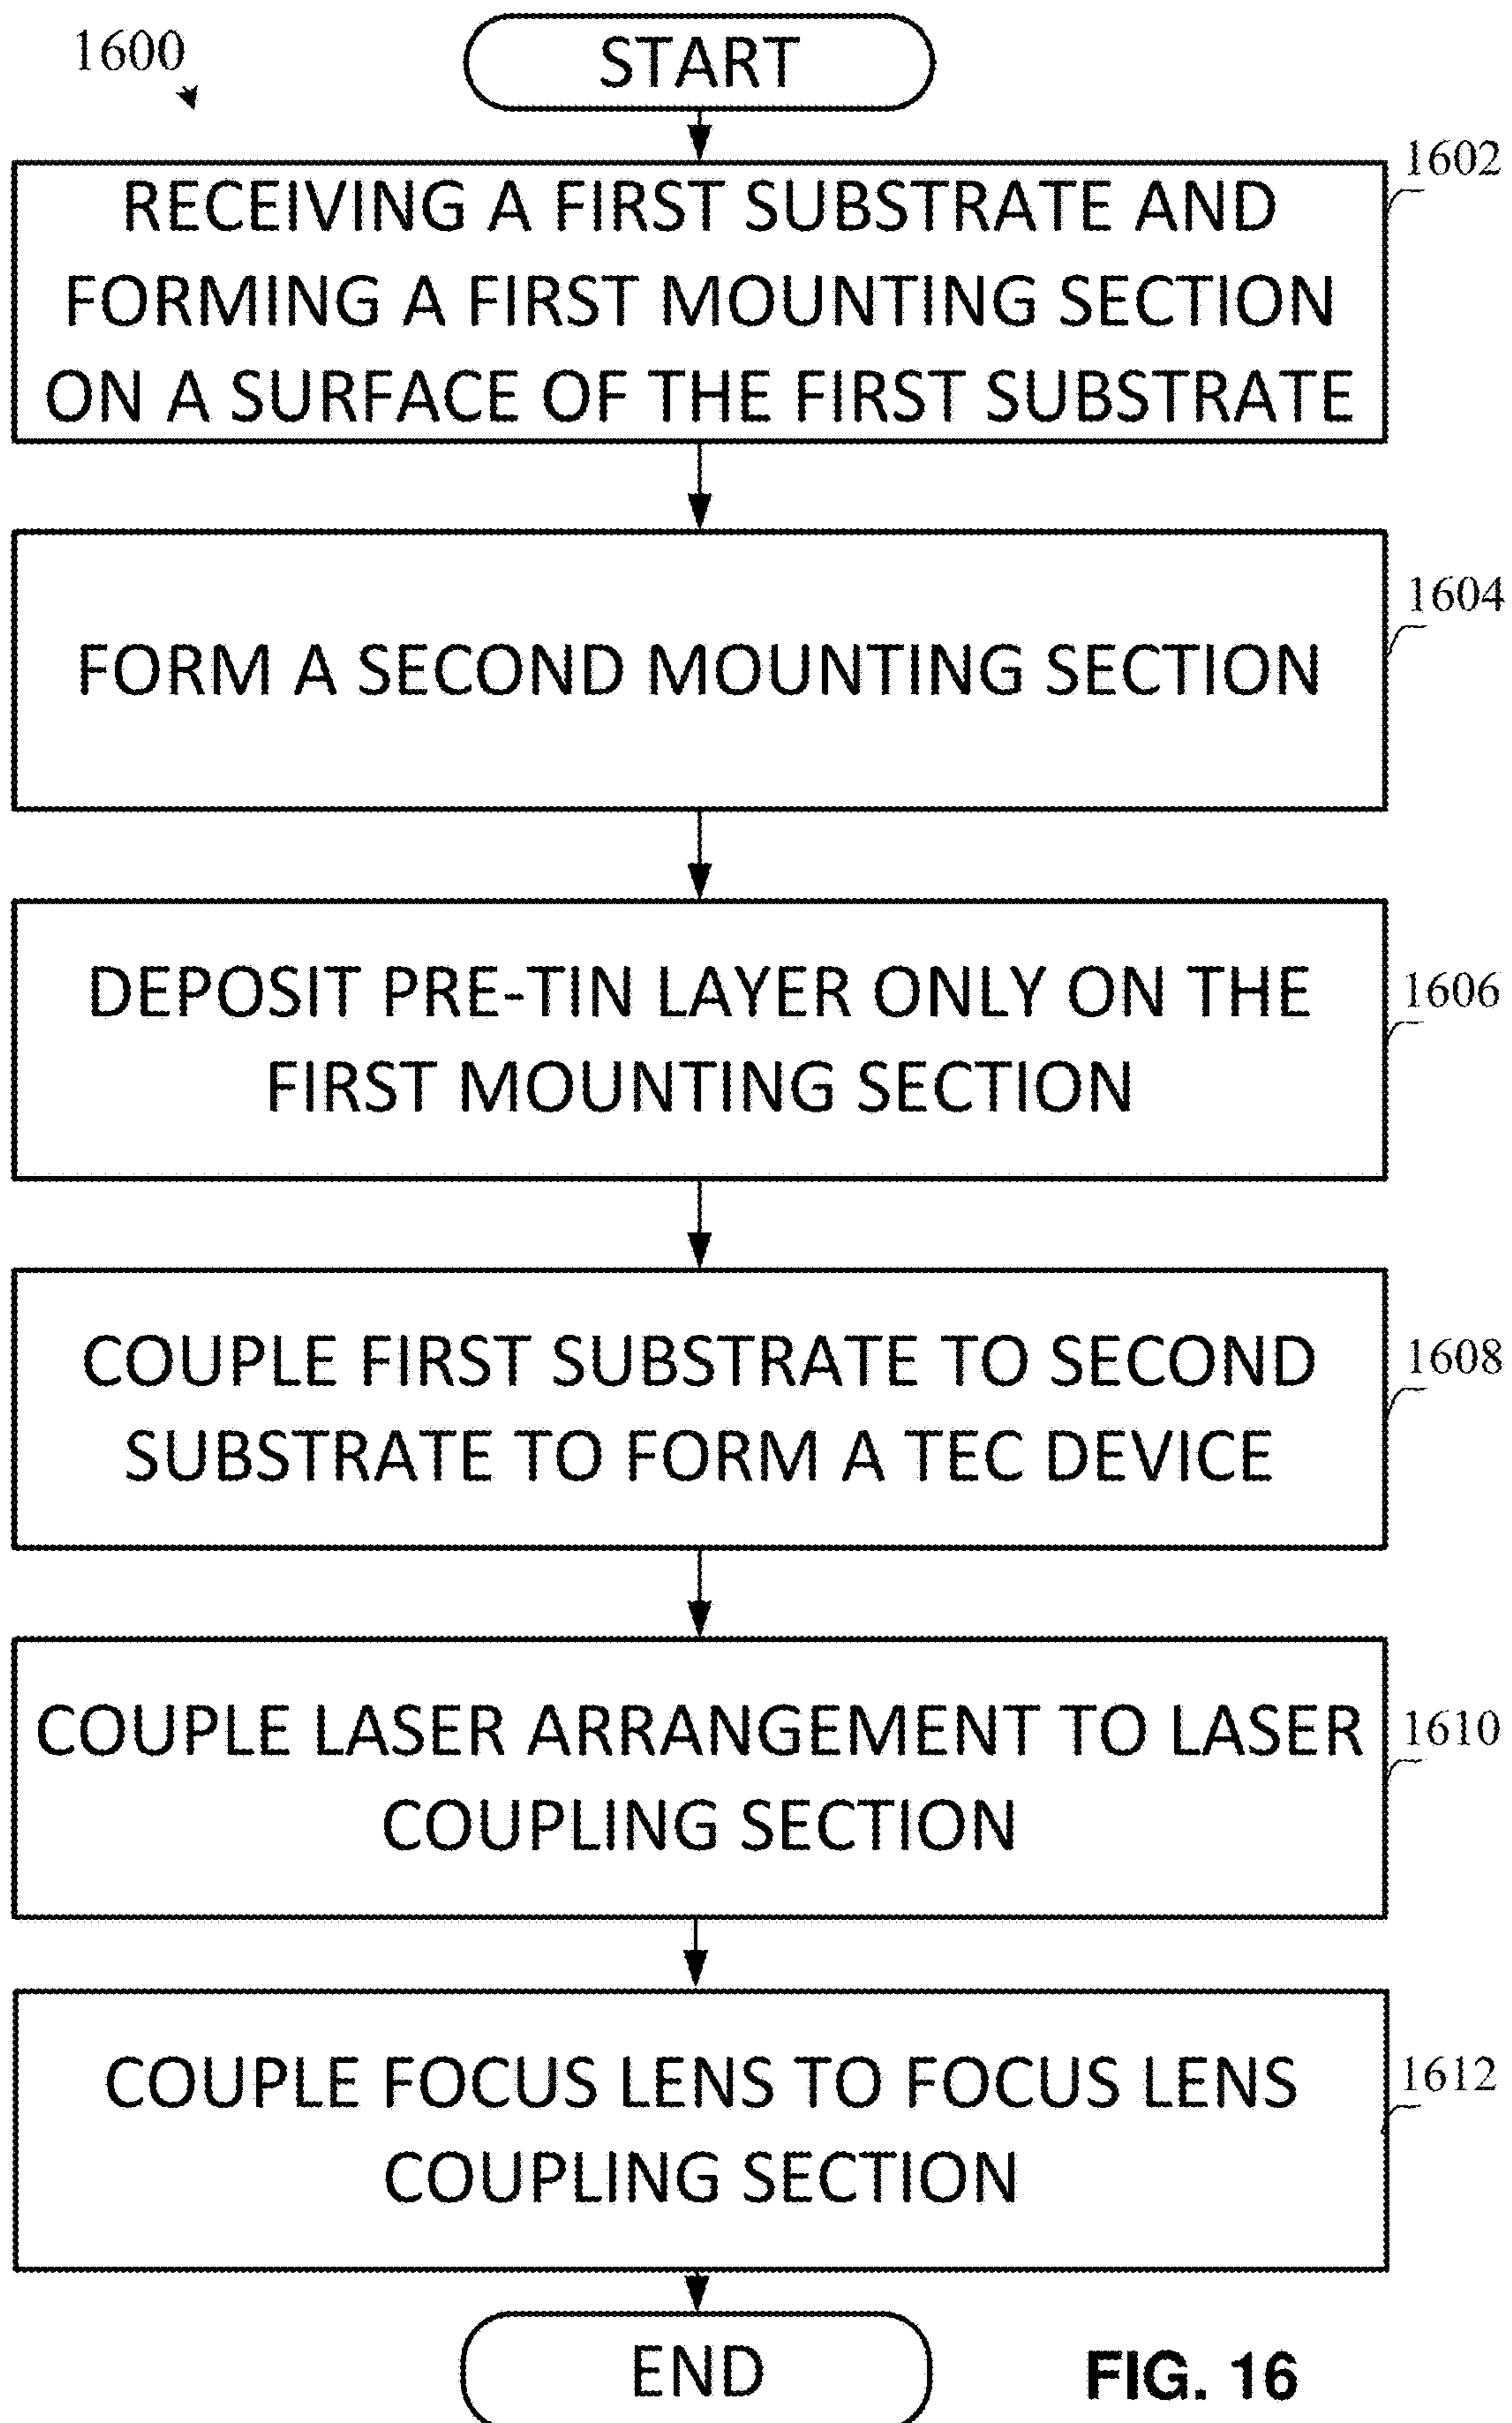 1600
START
1602
RECEIVING A FIRST SUBSTRATE AND
FORMING A FIRST MOUNTING SECTION
ON A SURFACE OF THE FIRST SUBSTRATE
1604
FORM A SECOND MOUNTING SECTION
1606
DEPOSIT PRE-TIN LAYER ONLY ON THE
FIRST MOUNTING SECTION
1608
COUPLE FIRST SUBSTRATE TO SECOND
SUBSTRATE TO FORM A TEC DEVICE
1610
COUPLE LASER ARRANGEMENT TO LASER
COUPLING SECTION
1612
COUPLE FOCUS LENS TO FOCUS LENS
COUPLING SECTION
END
FIG. 16